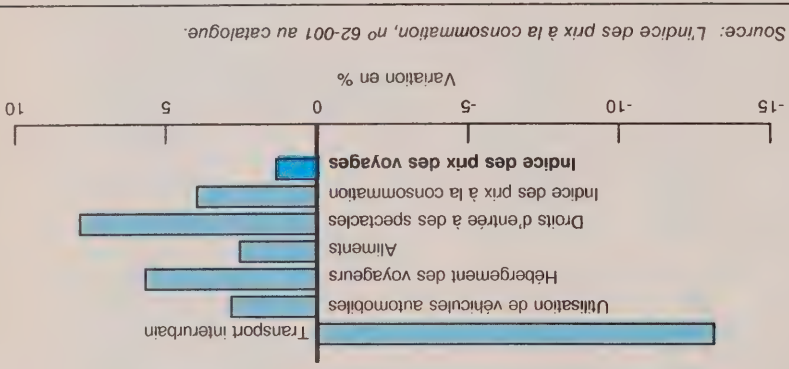 Transport interurbain
Utilisation de véhicules automobiles
Hébergement des voyageurs
Aliments
Droits d'entrée à des spectacles
Indice des prix à la consommation
Indice des prix des voyages
-15 -10 -5 0 5 10
Variation en %
Source: L'indice des prix à la consommation, nº 62-001 au catalogue.